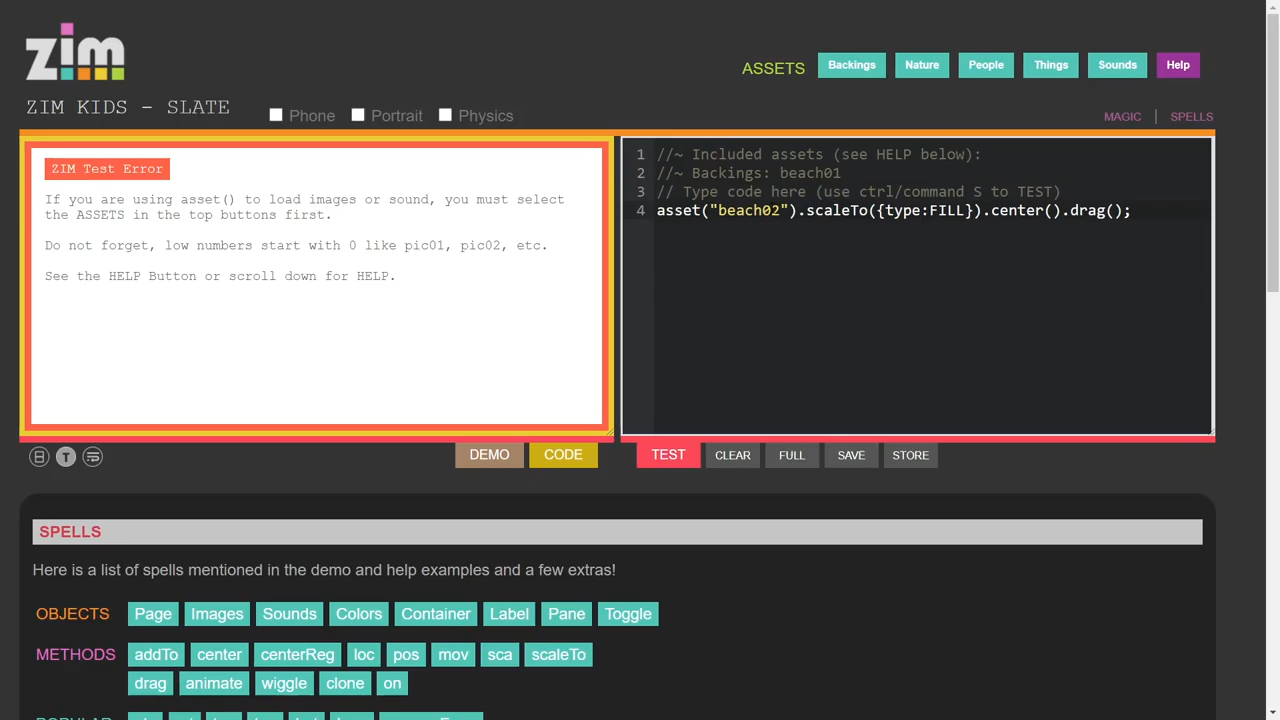 zim
ASSETS Backings Nature People Things Sounds Help
ZIM KIDS - SLATE Phone Portrait Physics MAGIC | SPELLS
ZIM Test Error
If you are using asset() to load images or sound, you must select
the ASSETS in the top buttons first.
Do not forget, low numbers start with 0 like pic01, pic02, etc.
See the HELP Button or scroll down for HELP.
1 //~ Included assets (see HELP below):
2 //~ Backings: beach01
3 // Type code here (use ctrl/command S to TEST)
4 asset("beach02").scaleTo({type:FILL}).center().drag();
T DEMO CODE TEST CLEAR FULL SAVE STORE
SPELLS
Here is a list of spells mentioned in the demo and help examples and a few extras!
OBJECTS Page Images Sounds Colors Container Label Pane Toggle
METHODS addTo center centerReg loc pos mov sca scaleTo
drag animate wiggle clone on